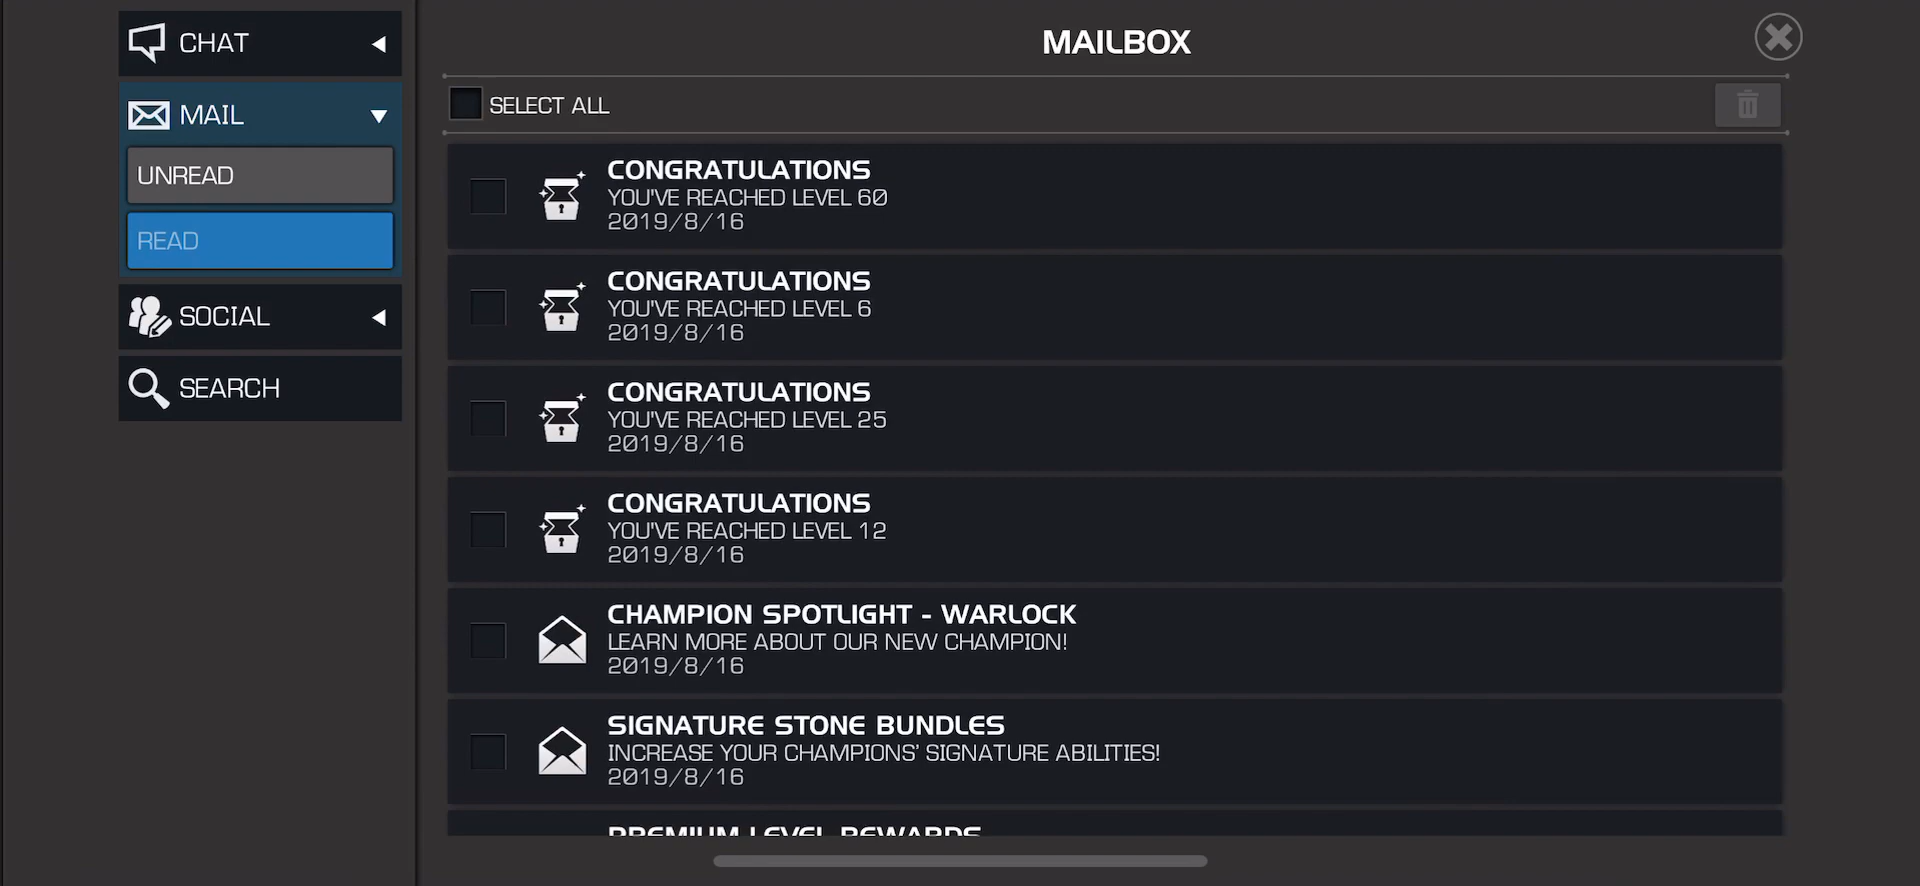 CHAT
MAIL
UNREAD
READ
SOCIAL
SEARCH
MAILBOX
SELECT ALL
CONGRATULATIONS
YOU'VE REACHED LEVEL 60
2019/8/16
CONGRATULATIONS
YOU'VE REACHED LEVEL 6
2019/8/16
CONGRATULATIONS
YOU'VE REACHED LEVEL 25
2019/8/16
CONGRATULATIONS
YOU'VE REACHED LEVEL 12
2019/8/16
CHAMPION SPOTLIGHT - WARLOCK
LEARN MORE ABOUT OUR NEW CHAMPION!
2019/8/16
SIGNATURE STONE BUNDLES
INCREASE YOUR CHAMPIONS' SIGNATURE ABILITIES!
2019/8/16
PREMIUM LEVEL REWARDS